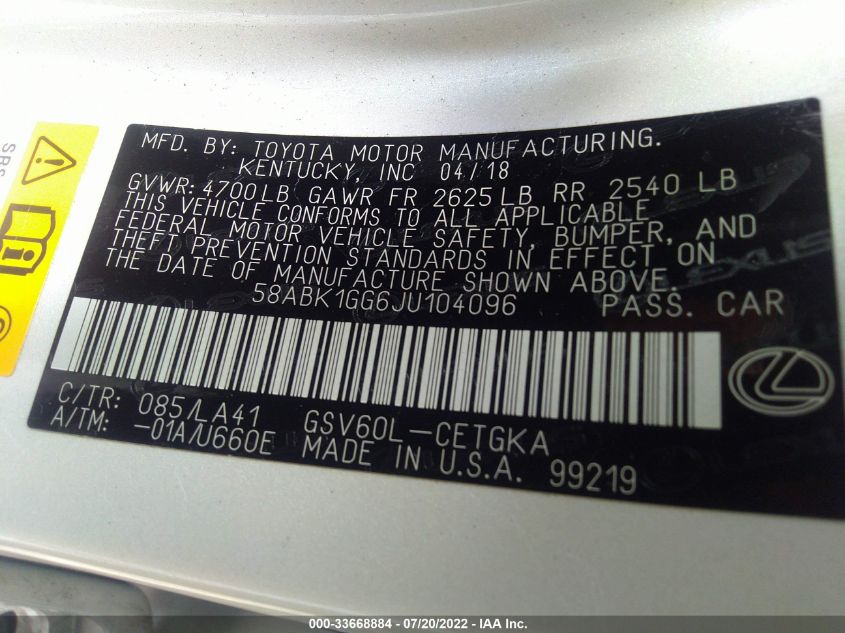 SRS
MFD. BY: TOYOTA MOTOR MANUFACTURING.
KENTUCKY, INC 04/18
GVWR: 4700LB GAWR FR 2625LB RR 2540 LB
THIS VEHICLE CONFORMS TO ALL APPLICABLE
FEDERAL MOTOR VEHICLE SAFETY, BUMPER, AND
THEFT PREVENTION STANDARDS IN EFFECT ON
THE DATE OF MANUFACTURE SHOWN ABOVE.
58ABK1GG6JU104096 PASS. CAR
C/TR: 085/LA41 GSV60L-CETGKA
A/TM: -01A/U660E MADE IN U.S.A. 99219
000-33668884 - 07/20/2022 - IAA Inc.